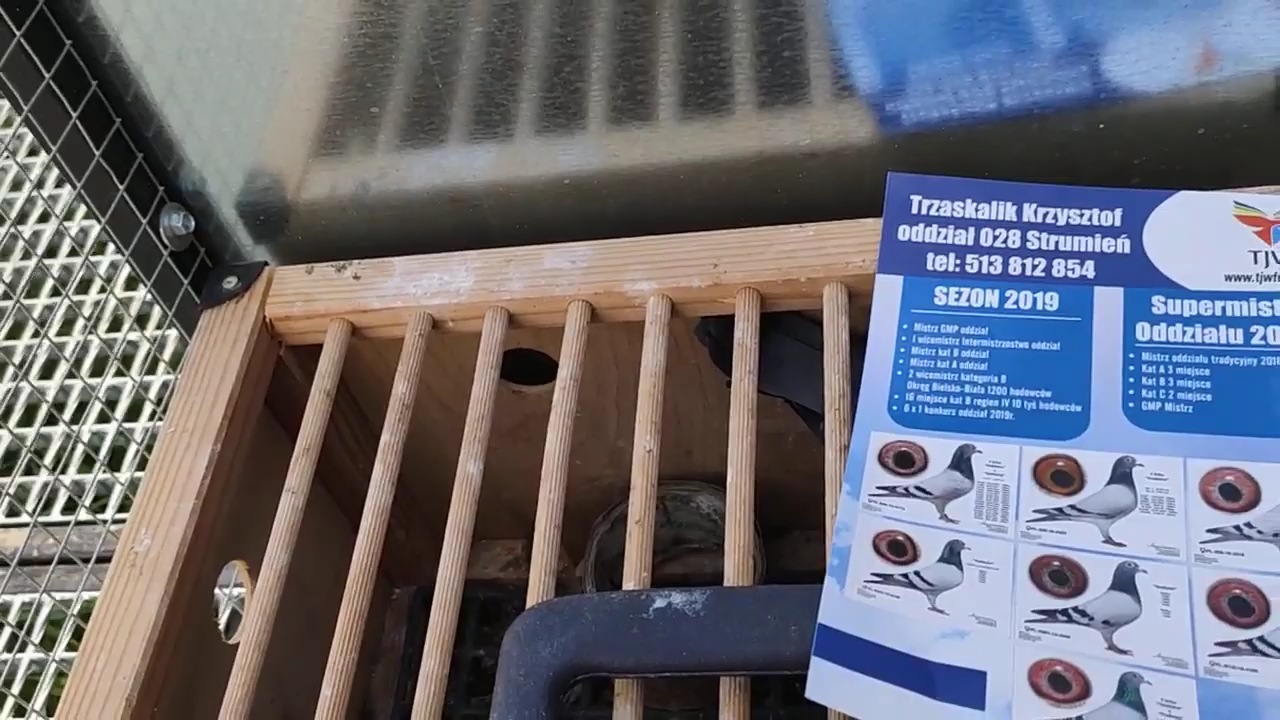 Trzaskalik Krzysztof
oddział 028 Strumień
tel: 513 812 854
www.tjwf
SEZON 2019
• Mistrz GMP oddział
• I wicemistrz Intermistrzostwo oddział
• Mistrz kat B oddział
• Mistrz kat A oddział
• 2 wicemistrz kategoria B
Okręg Bielsko-Biała 1200 hodowców
• 16 miejsce kat B region IV 10 tyś hodowców
• 6 x 1 konkurs oddział 2019r.
Supermist
Oddziału 20
• Mistrz oddziału tradycyjny 2018
• Kat A 3 miejsce
• Kat B 3 miejsce
• Kat C 2 miejsce
• GMP Mistrz